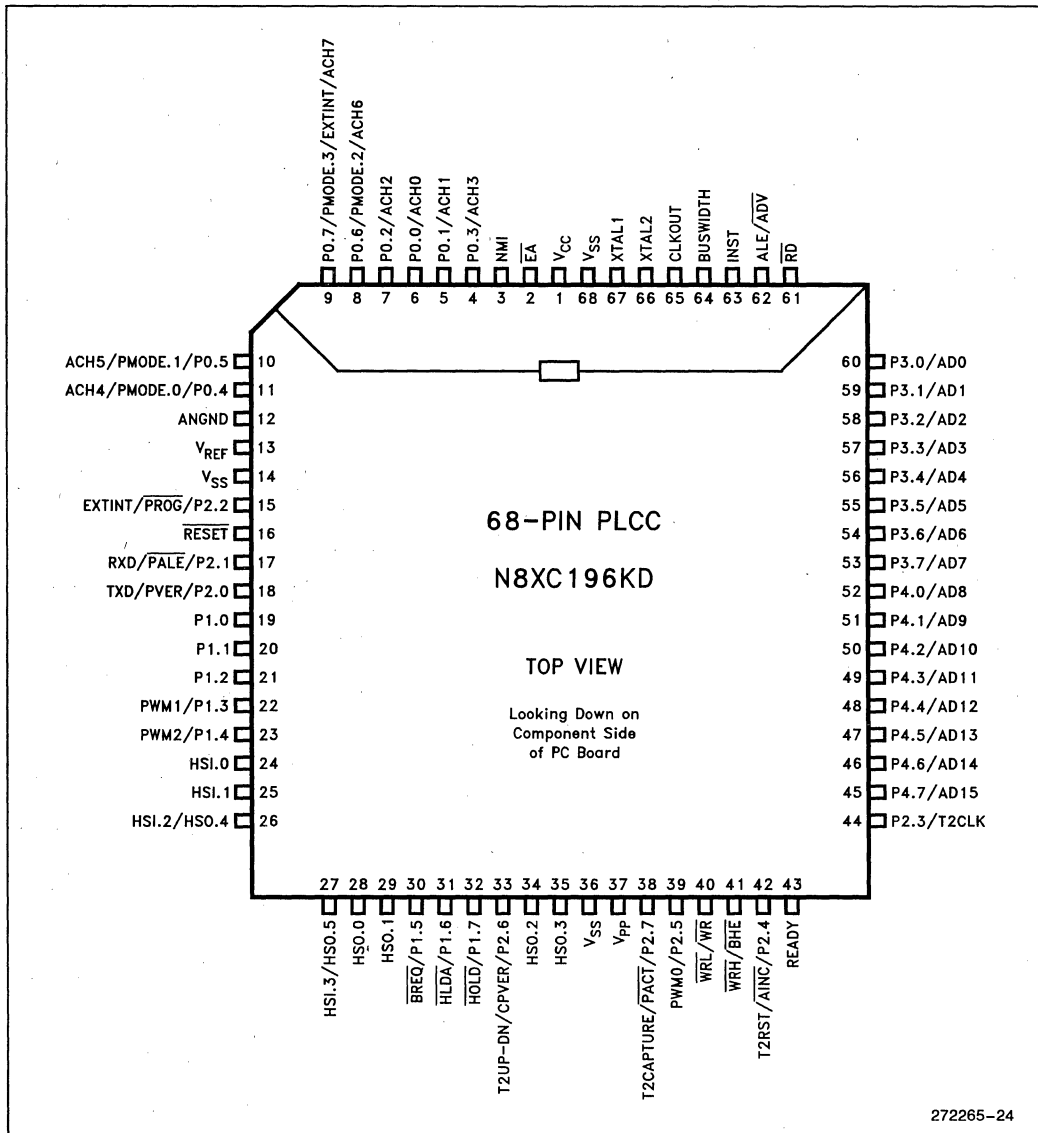 P0.7/PMODE.3/EXTINT/ACH7
P0.6/PMODE.2/ACH6
P0.2/ACH2
P0.0/ACH0
P0.1/ACH1
P0.3/ACH3
NMI
EA
VCC
VSS
XTAL1
XTAL2
CLKOUT
BUSWIDTH
INST
ALE/ADV
RD
9 8 7 6 5 4 3 2 1 68 67 66 65 64 63 62 61
ACH5/PMODE.1/P0.5 10
ACH4/PMODE.0/P0.4 11
ANGND 12
VREF 13
VSS 14
EXTINT/PROG/P2.2 15
RESET 16
RXD/PALE/P2.1 17
TXD/PVER/P2.0 18
P1.0 19
P1.1 20
P1.2 21
PWM1/P1.3 22
PWM2/P1.4 23
HSI.0 24
HSI.1 25
HSI.2/HSO.4 26
68-PIN PLCC
N8XC196KD
TOP VIEW
Looking Down on
Component Side
of PC Board
60 P3.0/AD0
59 P3.1/AD1
58 P3.2/AD2
57 P3.3/AD3
56 P3.4/AD4
55 P3.5/AD5
54 P3.6/AD6
53 P3.7/AD7
52 P4.0/AD8
51 P4.1/AD9
50 P4.2/AD10
49 P4.3/AD11
48 P4.4/AD12
47 P4.5/AD13
46 P4.6/AD14
45 P4.7/AD15
44 P2.3/T2CLK
27 28 29 30 31 32 33 34 35 36 37 38 39 40 41 42 43
HSI.3/HSO.5
HSO.0
HSO.1
BREQ/P1.5
HLDA/P1.6
HOLD/P1.7
T2UP-DN/CPVER/P2.6
HSO.2
HSO.3
VSS
VPP
T2CAPTURE/PACT/P2.7
PWM0/P2.5
WRL/WR
WRH/BHE
T2RST/AINC/P2.4
READY
272265-24